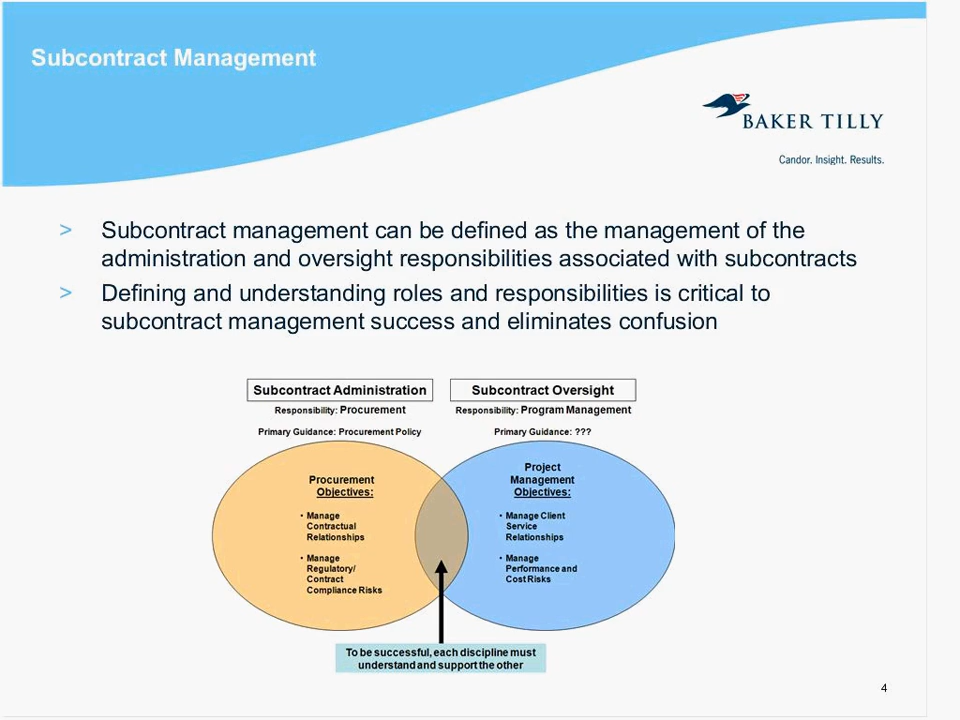 Subcontract Management
BAKER TILLY
Candor. Insight. Results.
> Subcontract management can be defined as the management of the
administration and oversight responsibilities associated with subcontracts
> Defining and understanding roles and responsibilities is critical to
subcontract management success and eliminates confusion
Subcontract Administration
Responsibility: Procurement
Primary Guidance: Procurement Policy
Subcontract Oversight
Responsibility: Program Management
Primary Guidance: ???
Procurement
Objectives:
• Manage
Contractual
Relationships
• Manage
Regulatory/
Contract
Compliance Risks
Project
Management
Objectives:
• Manage Client
Service
Relationships
• Manage
Performance and
Cost Risks
To be successful, each discipline must
understand and support the other
4